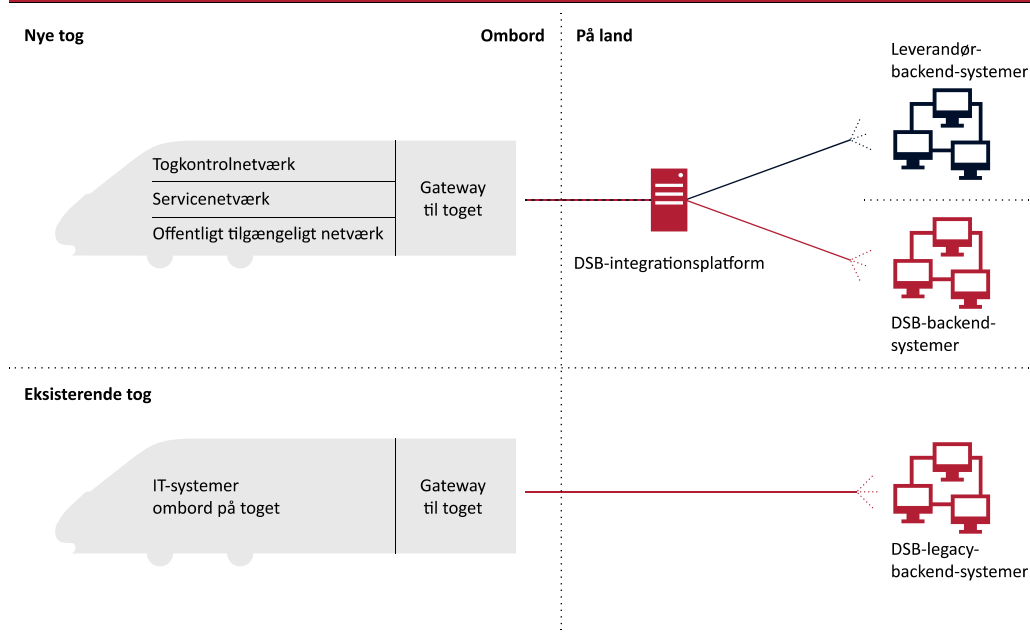 Nye tog
Ombord
På land
Leverandør-
backend-systemer
Togkontrolnetværk
Servicenetværk
Offentligt tilgængeligt netværk
Gateway
til toget
DSB-integrationsplatform
DSB-backend-
systemer
Eksisterende tog
IT-systemer
ombord på toget
Gateway
til toget
DSB-legacy-
backend-systemer